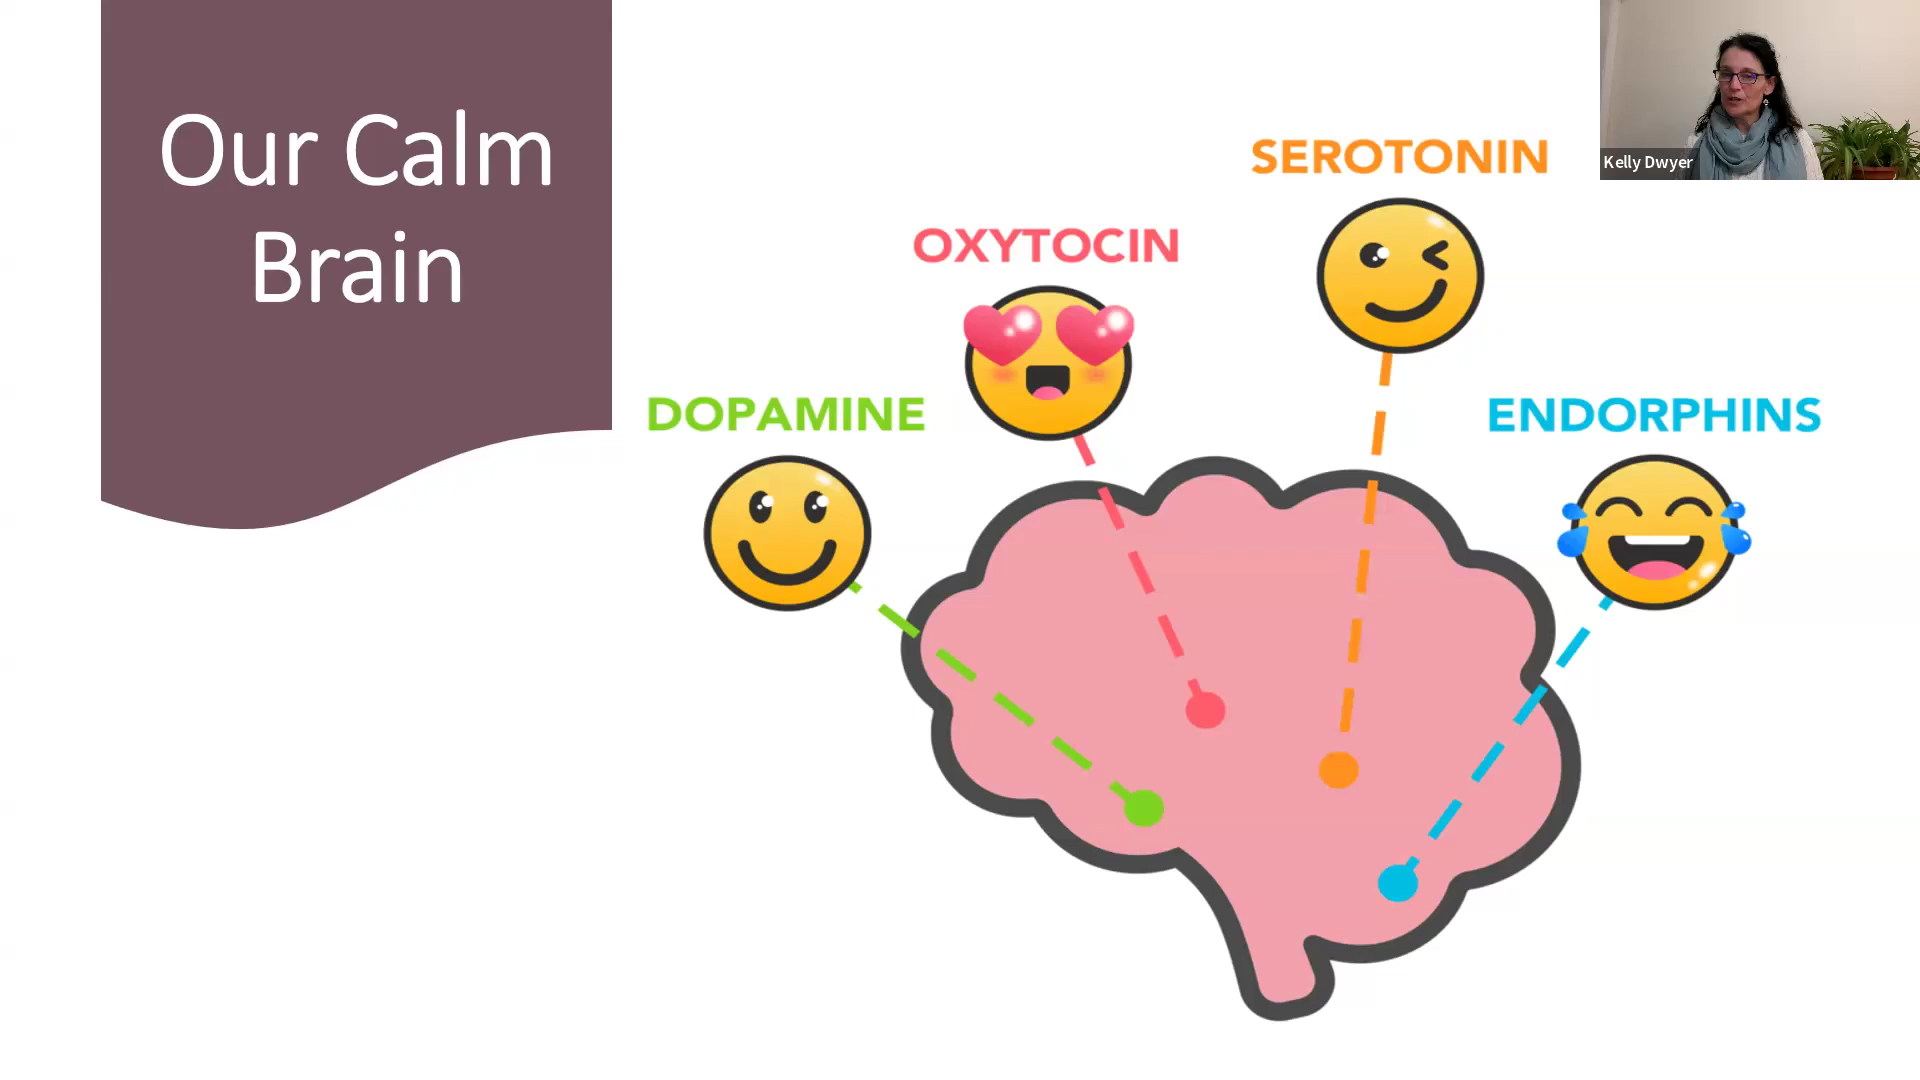 Our Calm
Brain
SEROTONIN
Kelly Dwyer
OXYTOCIN
DOPAMINE
ENDORPHINS